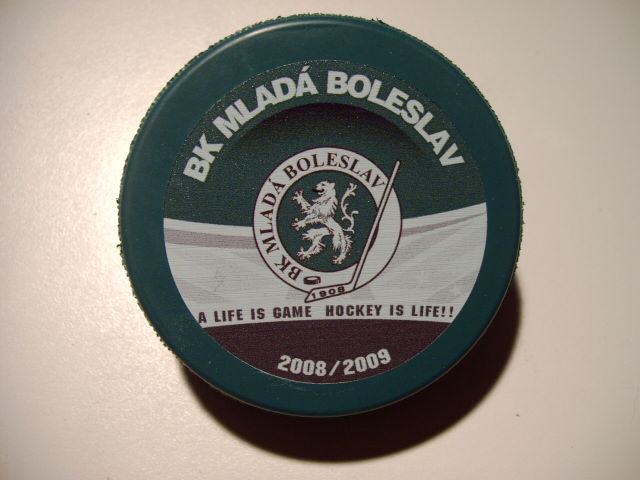 BK MLADÁ BOLESLAV
BK MLADÁ BOLESLAV
1908
A LIFE IS GAME HOCKEY IS LIFE!!
2008/2009